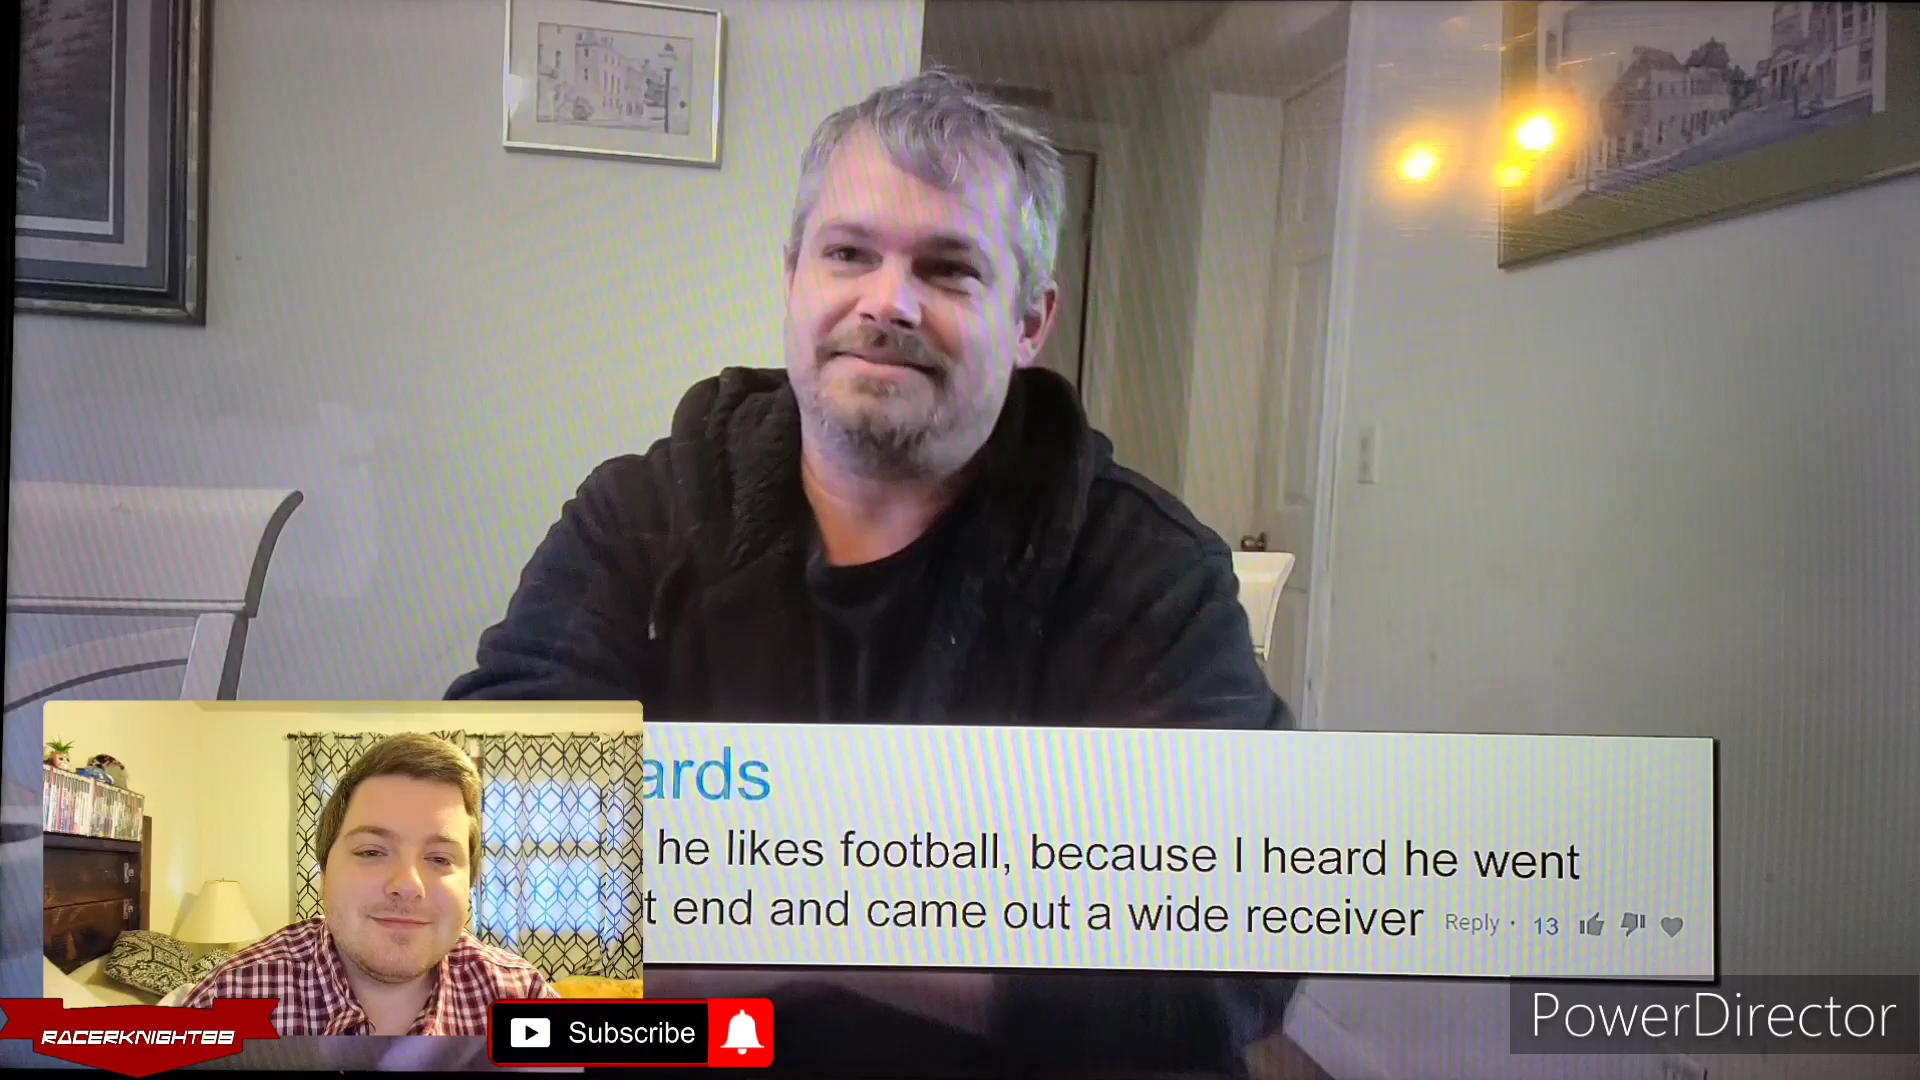 ards
he likes football, because I heard he went
t end and came out a wide receiver Reply · 13
RACERKNIGHT88
Subscribe
PowerDirector